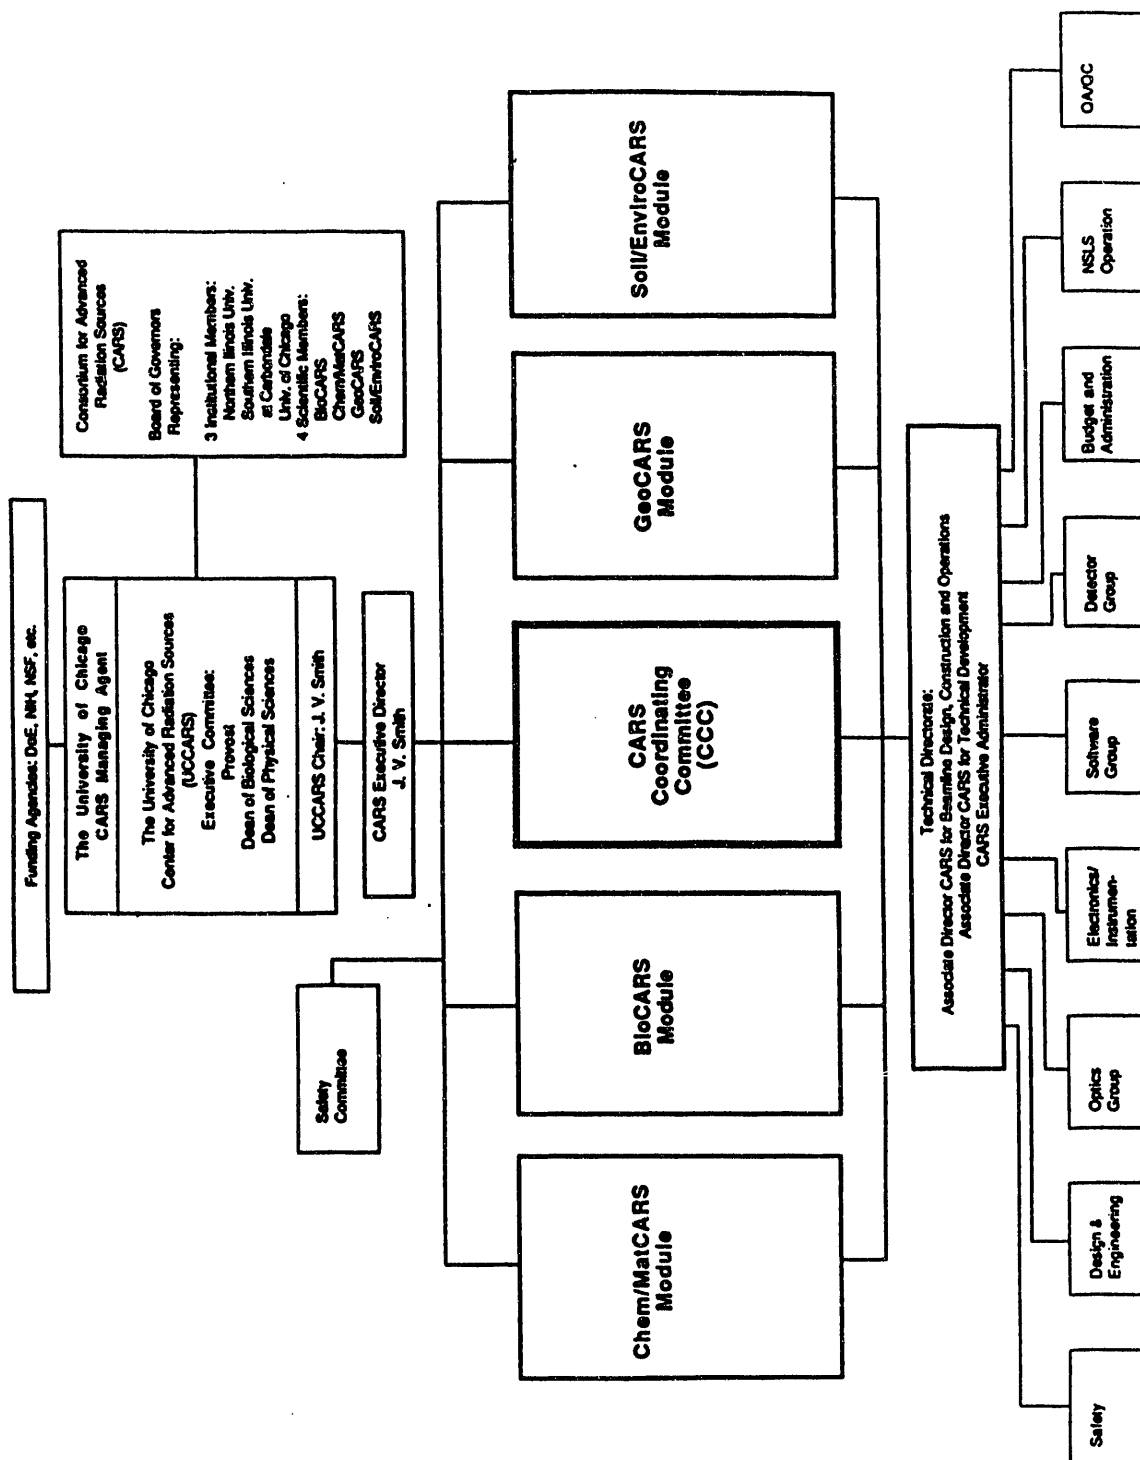 Funding Agencies: DoE, NIH, NSF, etc.
The University of Chicago
CARS Managing Agent
The University of Chicago
Center for Advanced Radiation Sources
(UCCARS)
Executive Committee:
Provost
Dean of Biological Sciences
Dean of Physical Sciences
UCCARS Chair: J. V. Smith
Consortium for Advanced
Radiation Sources
(CARS)
Board of Governors
Representing:
3 Institutional Members:
Northern Illinois Univ.
Southern Illinois Univ.
at Carbondale
Univ. of Chicago
4 Scientific Members:
BioCARS
Chem/MatCARS
GeoCARS
Soil/EnviroCARS
CARS Executive Director
J. V. Smith
Safety
Committee
Chem/MatCARS
Module
BioCARS
Module
CARS
Coordinating
Committee
(CCC)
GeoCARS
Module
Soil/EnviroCARS
Module
Technical Directorate:
Associate Director CARS for Beamline Design, Construction and Operations
Associate Director CARS for Technical Development
CARS Executive Administrator
Safety
Design &
Engineering
Optics
Group
Electronics/
Instrumen-
tation
Software
Group
Detector
Group
Budget and
Administration
NSLS
Operation
QA/QC